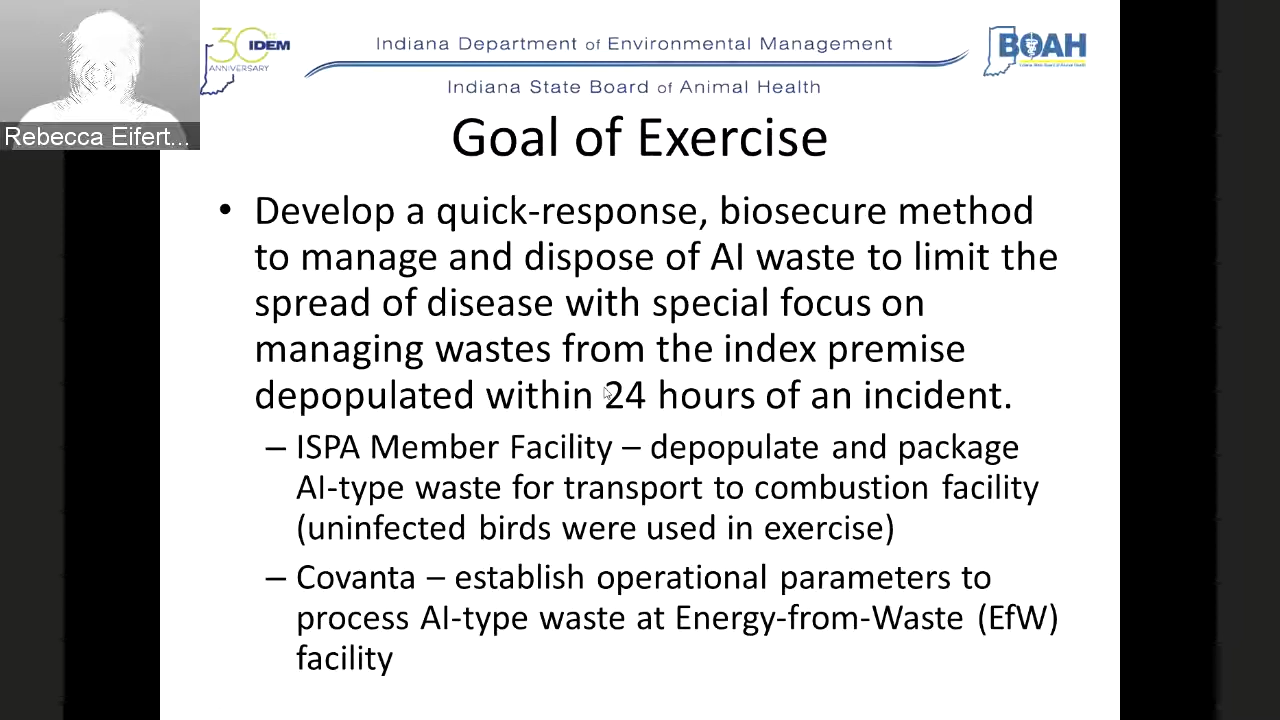 30
IDEM
ANNIVERSARY
Indiana Department of Environmental Management
Indiana State Board of Animal Health
BOAH
Rebecca Eifert...
Goal of Exercise
• Develop a quick-response, biosecure method
to manage and dispose of AI waste to limit the
spread of disease with special focus on
managing wastes from the index premise
depopulated within 24 hours of an incident.
– ISPA Member Facility – depopulate and package
AI-type waste for transport to combustion facility
(uninfected birds were used in exercise)
– Covanta – establish operational parameters to
process AI-type waste at Energy-from-Waste (EfW)
facility